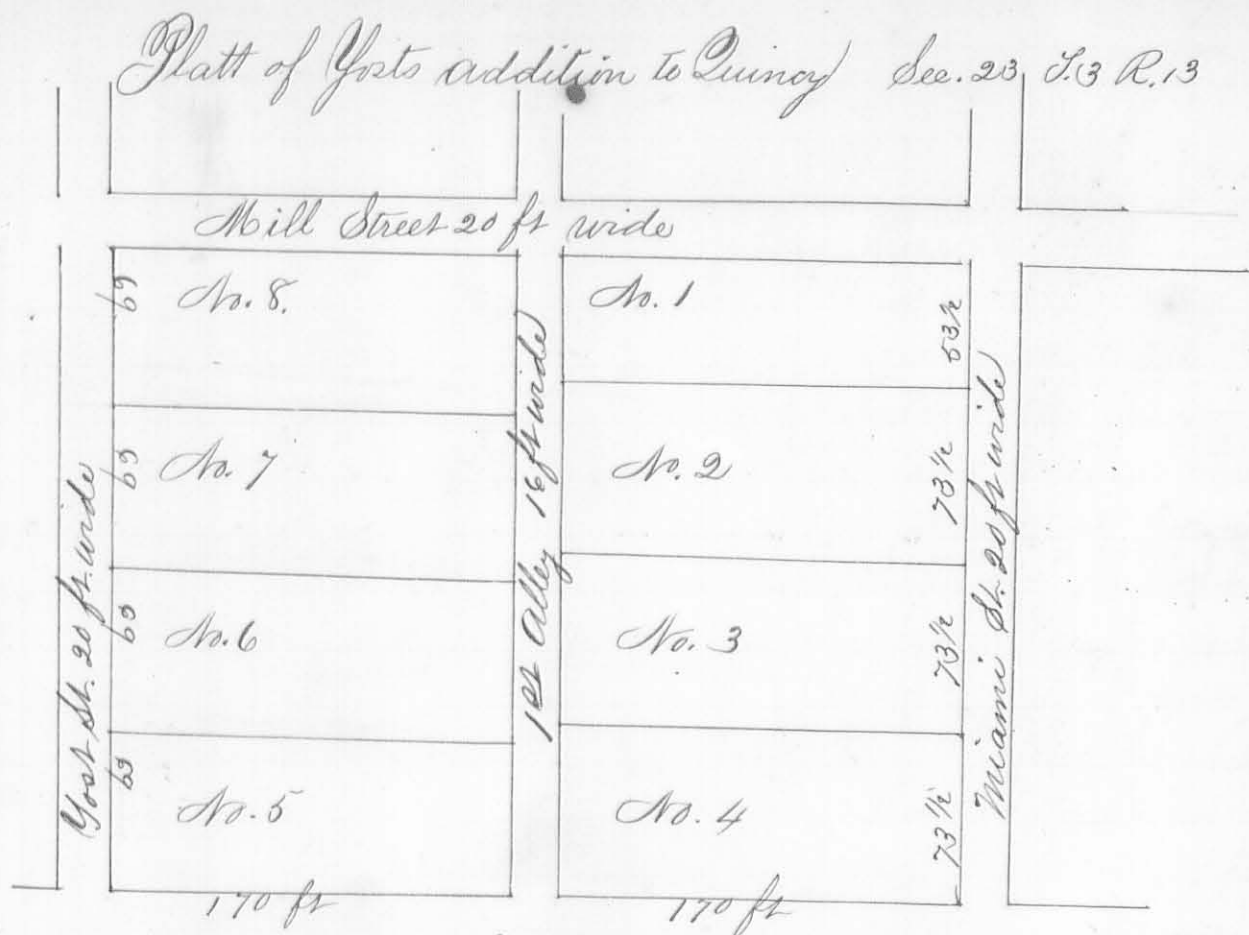 Platt of Yosts addition to Quincy Sec. 23, T.3 R.13
Mill Street 20 ft wide
No. 8.
69
No. 1
53½
No. 7
69
No. 2
73½
No. 6
69
No. 3
73½
No. 5
69
No. 4
73½
Yost St. 20 ft. wide
1st Alley 16 ft wide
Miami St. 20 ft wide
170 ft
170 ft